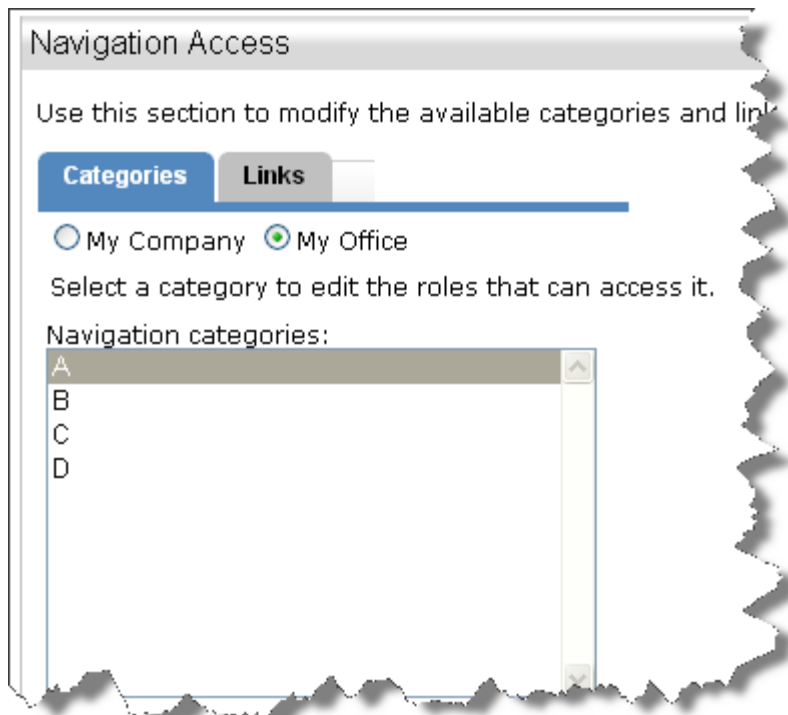 Navigation Access
Use this section to modify the available categories and
Categories Links
My Company My Office
Select a category to edit the roles that can access it.
Navigation categories:
A
B
C
D